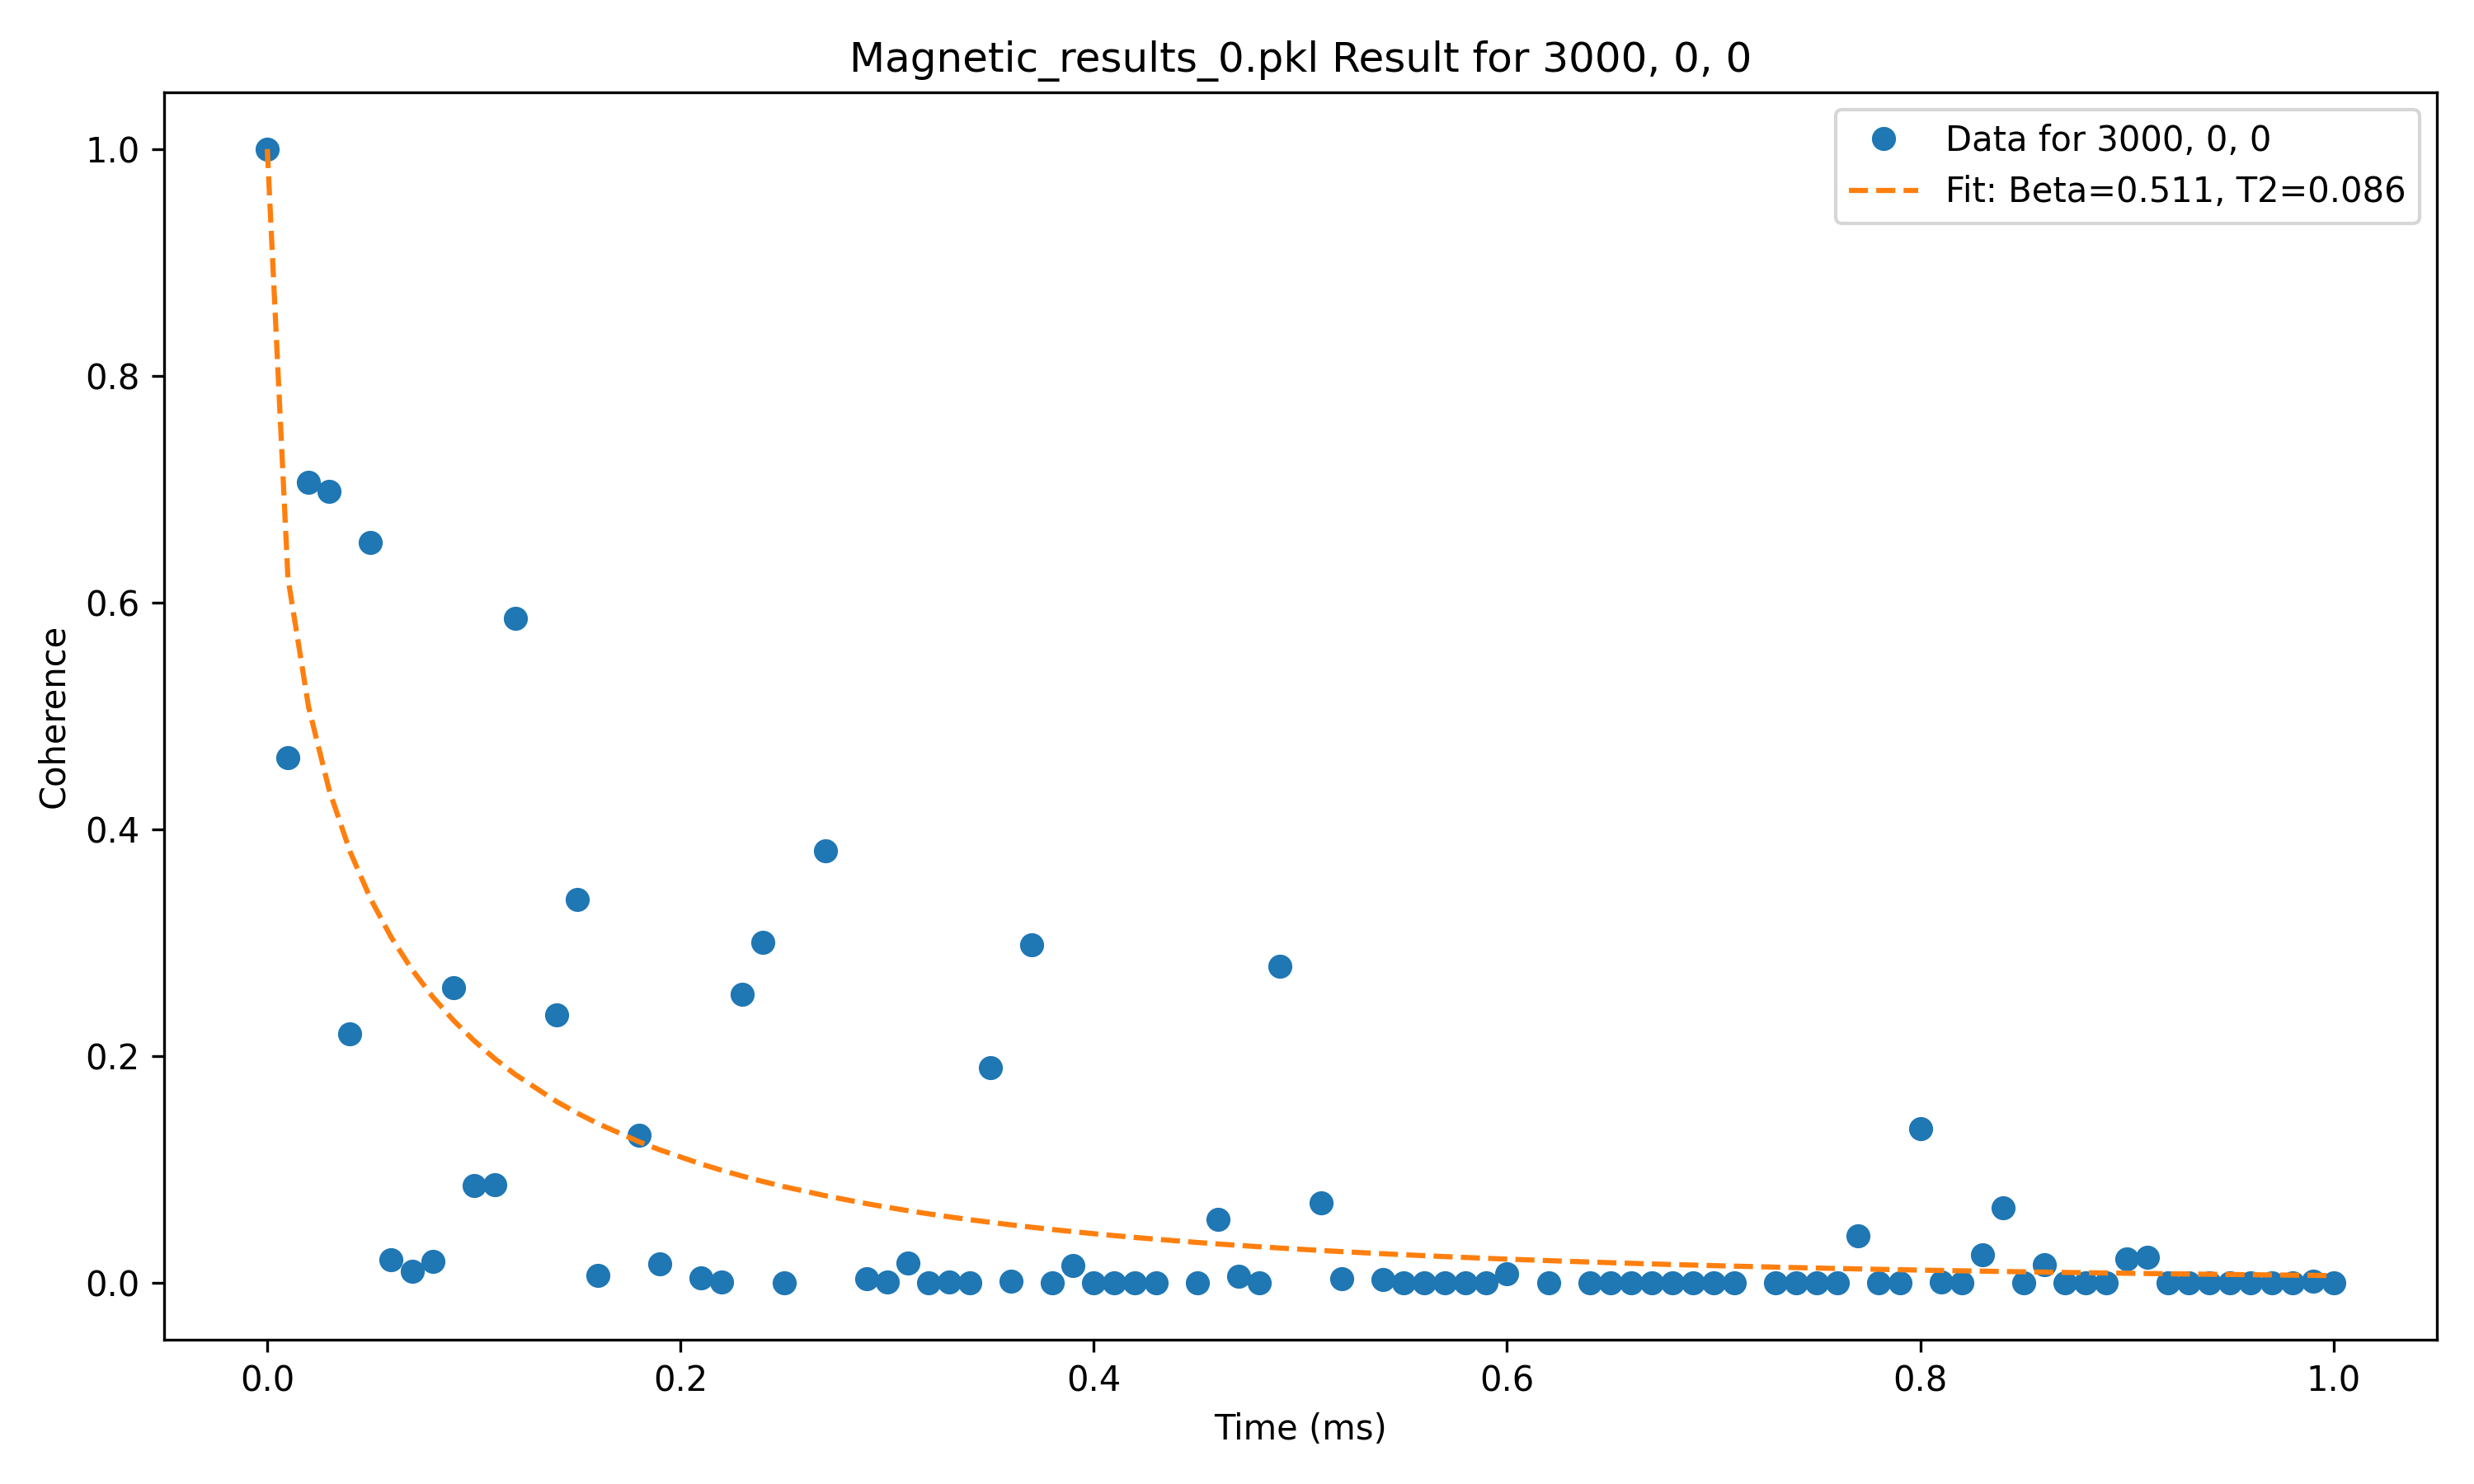 Magnetic_results_0.pkl Result for 3000, 0, 0
Data for 3000, 0, 0
Fit: Beta=0.511, T2=0.086
Coherence
1.0
0.8
0.6
0.4
0.2
0.0
0.0 0.2 0.4 0.6 0.8 1.0
Time (ms)